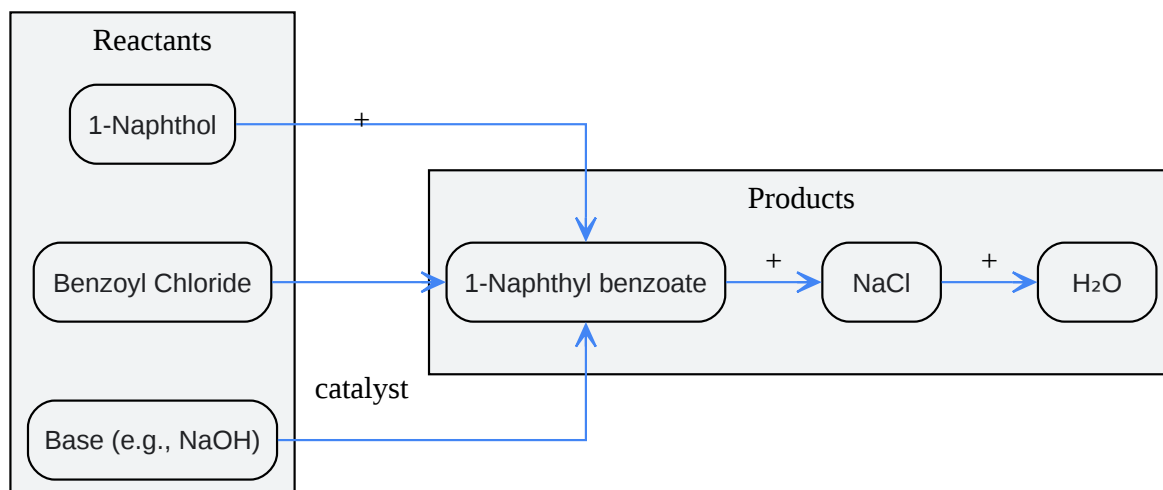 Reactants
1-Naphthol
+
Products
Benzoyl Chloride
1-Naphthyl benzoate
+
NaCl
+
H₂O
catalyst
Base (e.g., NaOH)